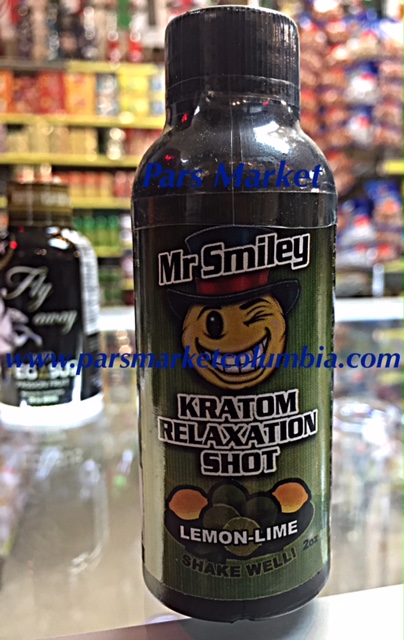 Pars Market
Mr Smiley
Fly
away
www.parsmarketcolumbia.com
KRATOM
RELAXATION
SHOT
LEMON-LIME
2oz
SHAKE WELL!